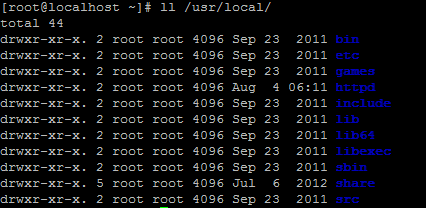 [root@localhost ~]# ll /usr/local/
total 44
drwxr-xr-x. 2 root root 4096 Sep 23  2011 bin
drwxr-xr-x. 2 root root 4096 Sep 23  2011 etc
drwxr-xr-x. 2 root root 4096 Sep 23  2011 games
drwxr-xr-x. 2 root root 4096 Aug  4 06:11 httpd
drwxr-xr-x. 2 root root 4096 Sep 23  2011 include
drwxr-xr-x. 2 root root 4096 Sep 23  2011 lib
drwxr-xr-x. 2 root root 4096 Sep 23  2011 lib64
drwxr-xr-x. 2 root root 4096 Sep 23  2011 libexec
drwxr-xr-x. 2 root root 4096 Sep 23  2011 sbin
drwxr-xr-x. 5 root root 4096 Jul  6  2012 share
drwxr-xr-x. 2 root root 4096 Sep 23  2011 src